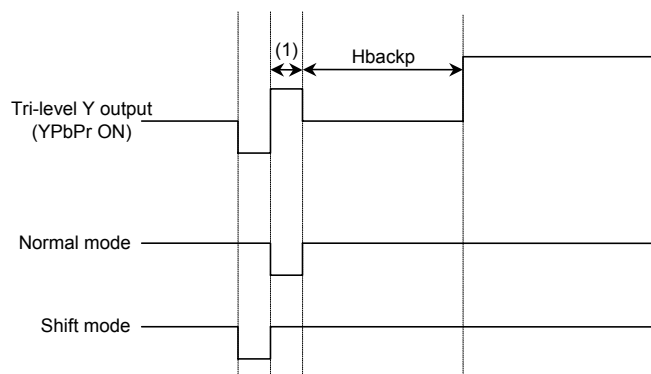 (1)
Hbackp
Tri-level Y output
(YPbPr ON)
Normal mode
Shift mode